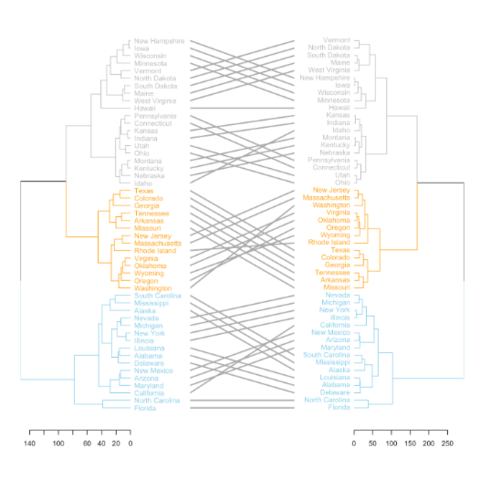 New Hampshire
Iowa
Wisconsin
Minnesota
Vermont
North Dakota
South Dakota
Maine
West Virginia
Hawaii
Pennsylvania
Connecticut
Kansas
Indiana
Utah
Ohio
Montana
Kentucky
Nebraska
Idaho
Texas
Colorado
Georgia
Tennessee
Arkansas
Missouri
New Jersey
Massachusetts
Rhode Island
Virginia
Oklahoma
Wyoming
Oregon
Washington
South Carolina
Mississippi
Alaska
Nevada
Michigan
New York
Illinois
Louisiana
Alabama
Delaware
New Mexico
Arizona
Maryland
California
North Carolina
Florida
140 80 60 40 20 0
Vermont
North Dakota
South Dakota
Maine
West Virginia
New Hampshire
Iowa
Wisconsin
Minnesota
Hawaii
Kansas
Indiana
Idaho
Montana
Kentucky
Nebraska
Pennsylvania
Connecticut
Utah
Ohio
New Jersey
Massachusetts
Washington
Virginia
Oklahoma
Oregon
Wyoming
Rhode Island
Texas
Colorado
Georgia
Tennessee
Arkansas
Missouri
Nevada
Michigan
New York
Illinois
California
New Mexico
Arizona
Maryland
South Carolina
Mississippi
Alaska
Louisiana
Alabama
Delaware
North Carolina
Florida
0 50 100 150 200 250